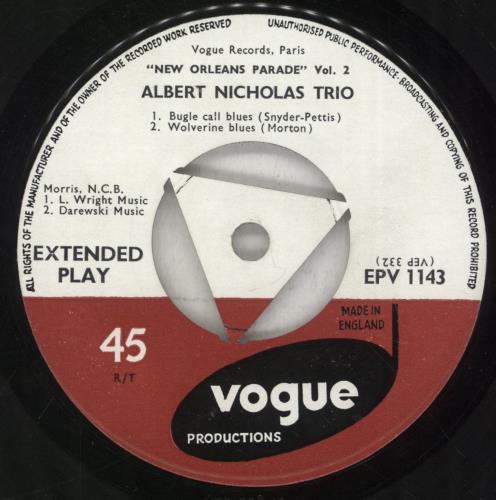 ALL RIGHTS OF THE MANUFACTURER AND OF THE OWNER OF THE RECORDED WORK RESERVED
UNAUTHORISED PUBLIC PERFORMANCE, BROADCASTING AND COPYING OF THIS RECORD PROHIBITED
Vogue Records, Paris
"NEW ORLEANS PARADE" Vol. 2
ALBERT NICHOLAS TRIO
1. Bugle call blues (Snyder-Pettis)
2. Wolverine blues (Morton)
Morris, N.C.B.
1. L. Wright Music
2. Darewski Music
EXTENDED
PLAY
(VEP 332)
EPV 1143
MADE IN
ENGLAND
45
R/T
vogue
PRODUCTIONS